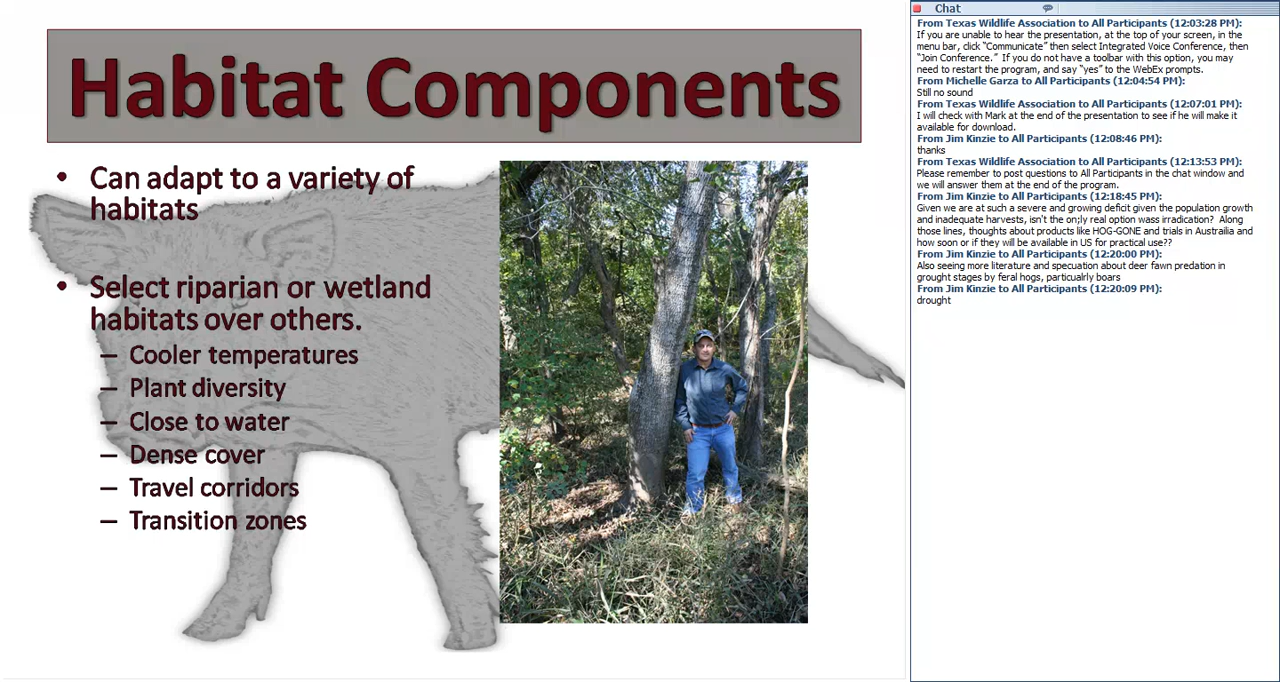 Habitat Components
• Can adapt to a variety of
habitats
• Select riparian or wetland
habitats over others.
– Cooler temperatures
– Plant diversity
– Close to water
– Dense cover
– Travel corridors
– Transition zones
Chat
From Texas Wildlife Association to All Participants (12:03:28 PM):
If you are unable to hear the presentation, at the top of your screen, in the
menu bar, click “Communicate” then select Integrated Voice Conference, then
“Join Conference.”  If you do not have a toolbar with this option, you may
need to restart the program, and say “yes” to the WebEx prompts.
From Michelle Garza to All Participants (12:04:54 PM):
Still no sound
From Texas Wildlife Association to All Participants (12:07:01 PM):
I will check with Mark at the end of the presentation to see if he will make it
available for download.
From Jim Kinzie to All Participants (12:08:46 PM):
thanks
From Texas Wildlife Association to All Participants (12:13:53 PM):
Please remember to post questions to All Participants in the chat window and
we will answer them at the end of the program.
From Jim Kinzie to All Participants (12:18:45 PM):
Given we are at such a severe and growing deficit given the population growth
and inadequate harvests, isn't the on;ly real option wass irradication?  Along
those lines, thoughts about products like HOG-GONE and trials in Austrailia and
how soon or if they will be available in US for practical use??
From Jim Kinzie to All Participants (12:20:00 PM):
Also seeing more literature and specuation about deer fawn predation in
grought stages by feral hogs, particualrly boars
From Jim Kinzie to All Participants (12:20:09 PM):
drought